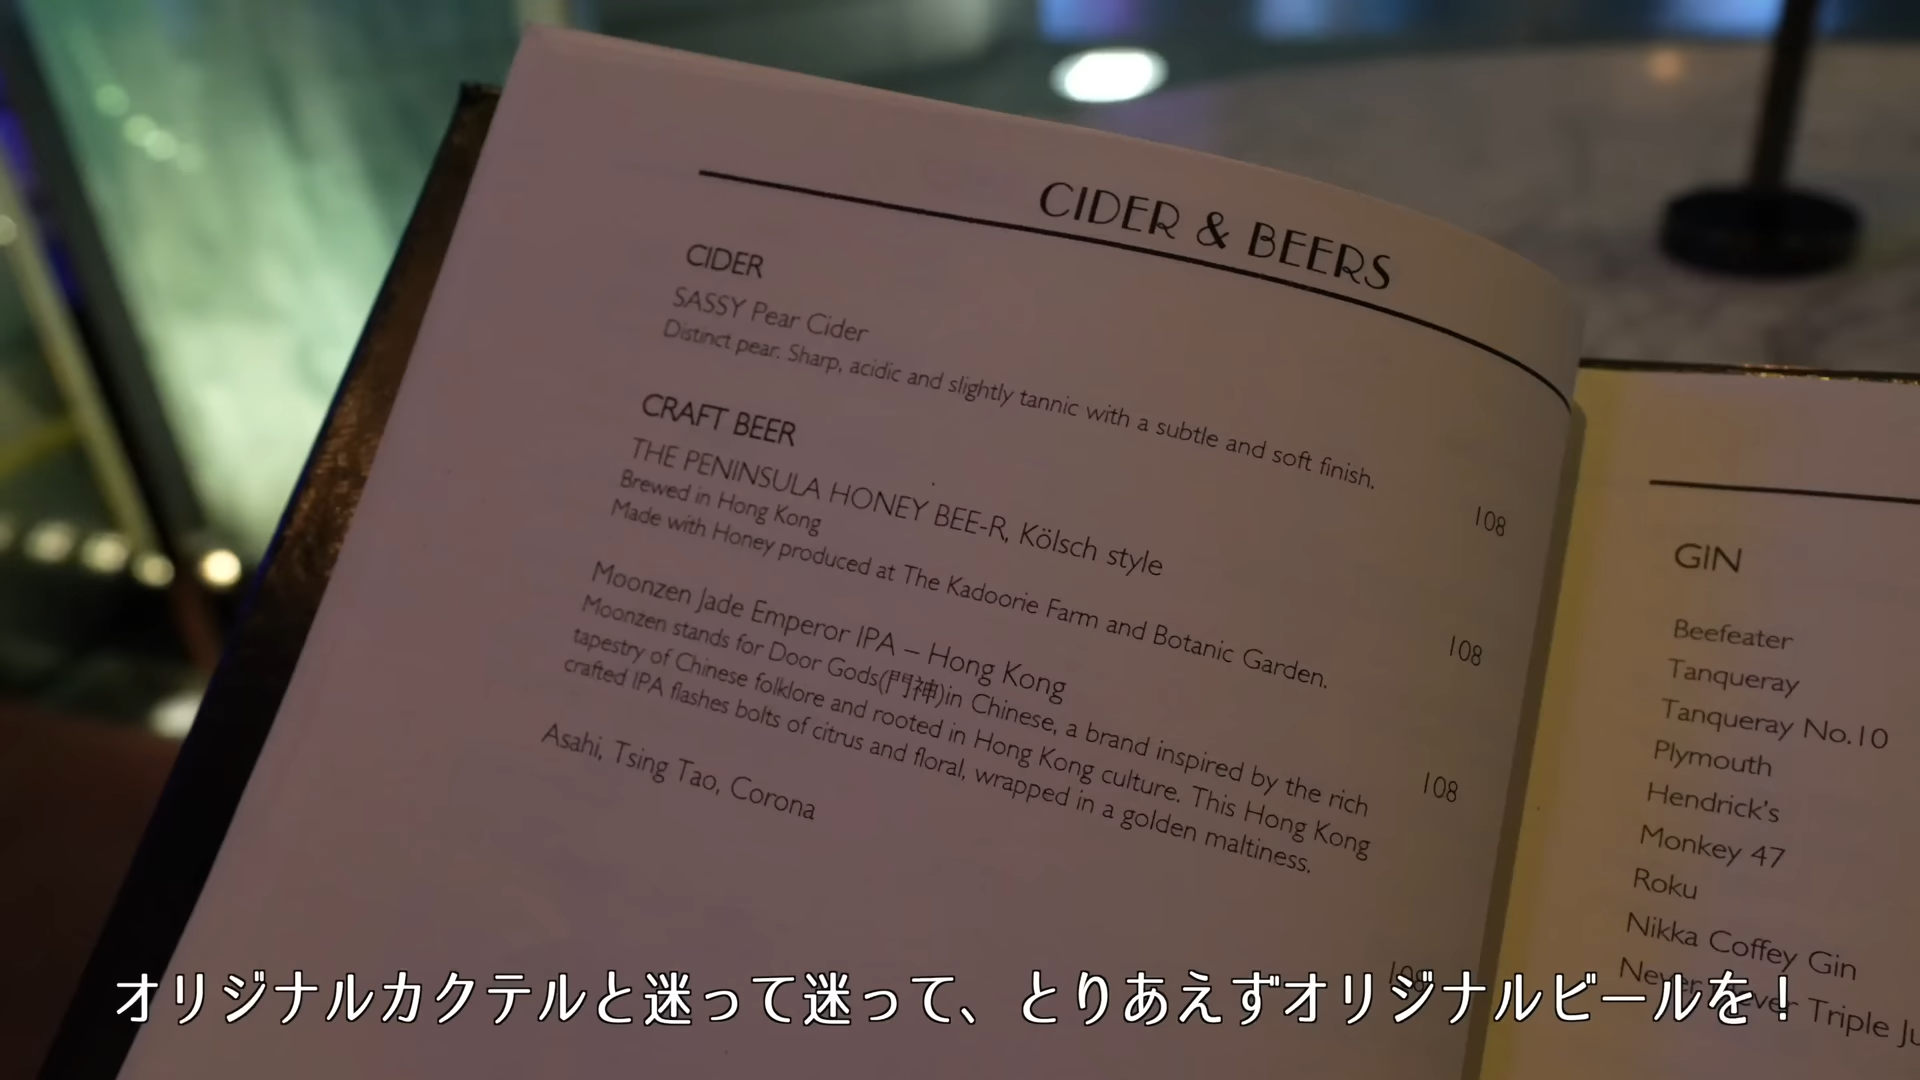 CIDER & BEERS
CIDER
SASSY Pear Cider
Distinct pear. Sharp, acidic and slightly tannic with a subtle and soft finish.
108
CRAFT BEER
THE PENINSULA HONEY BEE-R, Kölsch style
Brewed in Hong Kong
Made with Honey produced at The Kadoorie Farm and Botanic Garden.
108
Moonzen Jade Emperor IPA – Hong Kong
Moonzen stands for Door Gods(門神)in Chinese, a brand inspired by the rich
tapestry of Chinese folklore and rooted in Hong Kong culture. This Hong Kong
crafted IPA flashes bolts of citrus and floral, wrapped in a golden maltiness.
108
Asahi, Tsing Tao, Corona
108
GIN
Beefeater
Tanqueray
Tanqueray No.10
Plymouth
Hendrick's
Monkey 47
Roku
Nikka Coffey Gin
Never Never Triple
オリジナルカクテルと迷って迷って、とりあえずオリジナルビールを!